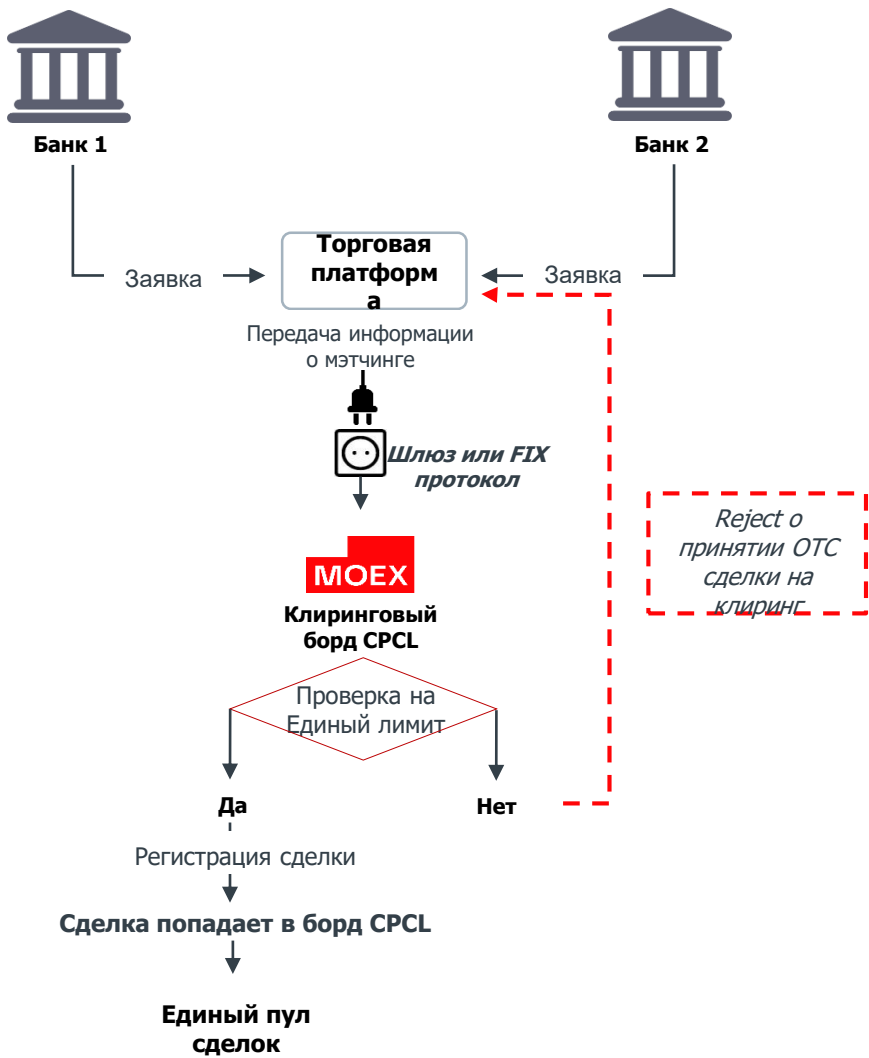 Банк 1
Банк 2
Заявка
Торговая
платформ
а
Заявка
Передача информации
о мэтчинге
Шлюз или FIX
протокол
Reject о
принятии OTC
сделки на
клиринг
MOEX
Клиринговый
борд CPCL
Проверка на
Единый лимит
Да
Нет
Регистрация сделки
Сделка попадает в борд CPCL
Единый пул
сделок